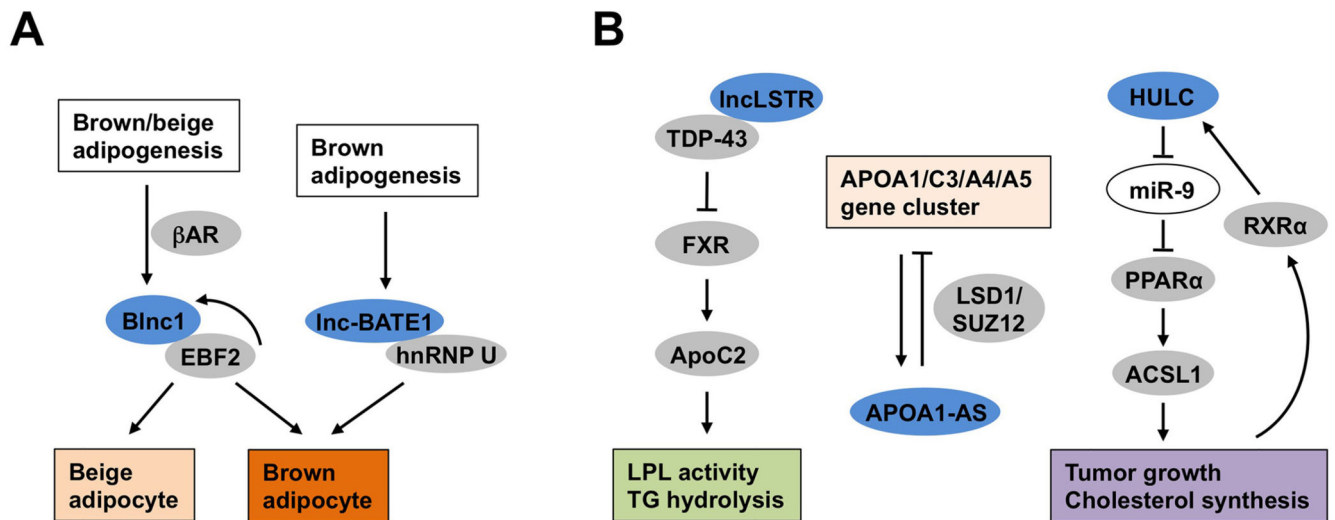 A
Brown/beige
adipogenesis
Brown
adipogenesis
βAR
Blnc1
EBF2
lnc-BATE1
hnRNP U
Beige
adipocyte
Brown
adipocyte
B
lncLSTR
TDP-43
FXR
ApoC2
LPL activity
TG hydrolysis
APOA1/C3/A4/A5
gene cluster
LSD1/
SUZ12
APOA1-AS
HULC
miR-9
PPARα
ACSL1
RXRα
Tumor growth
Cholesterol synthesis